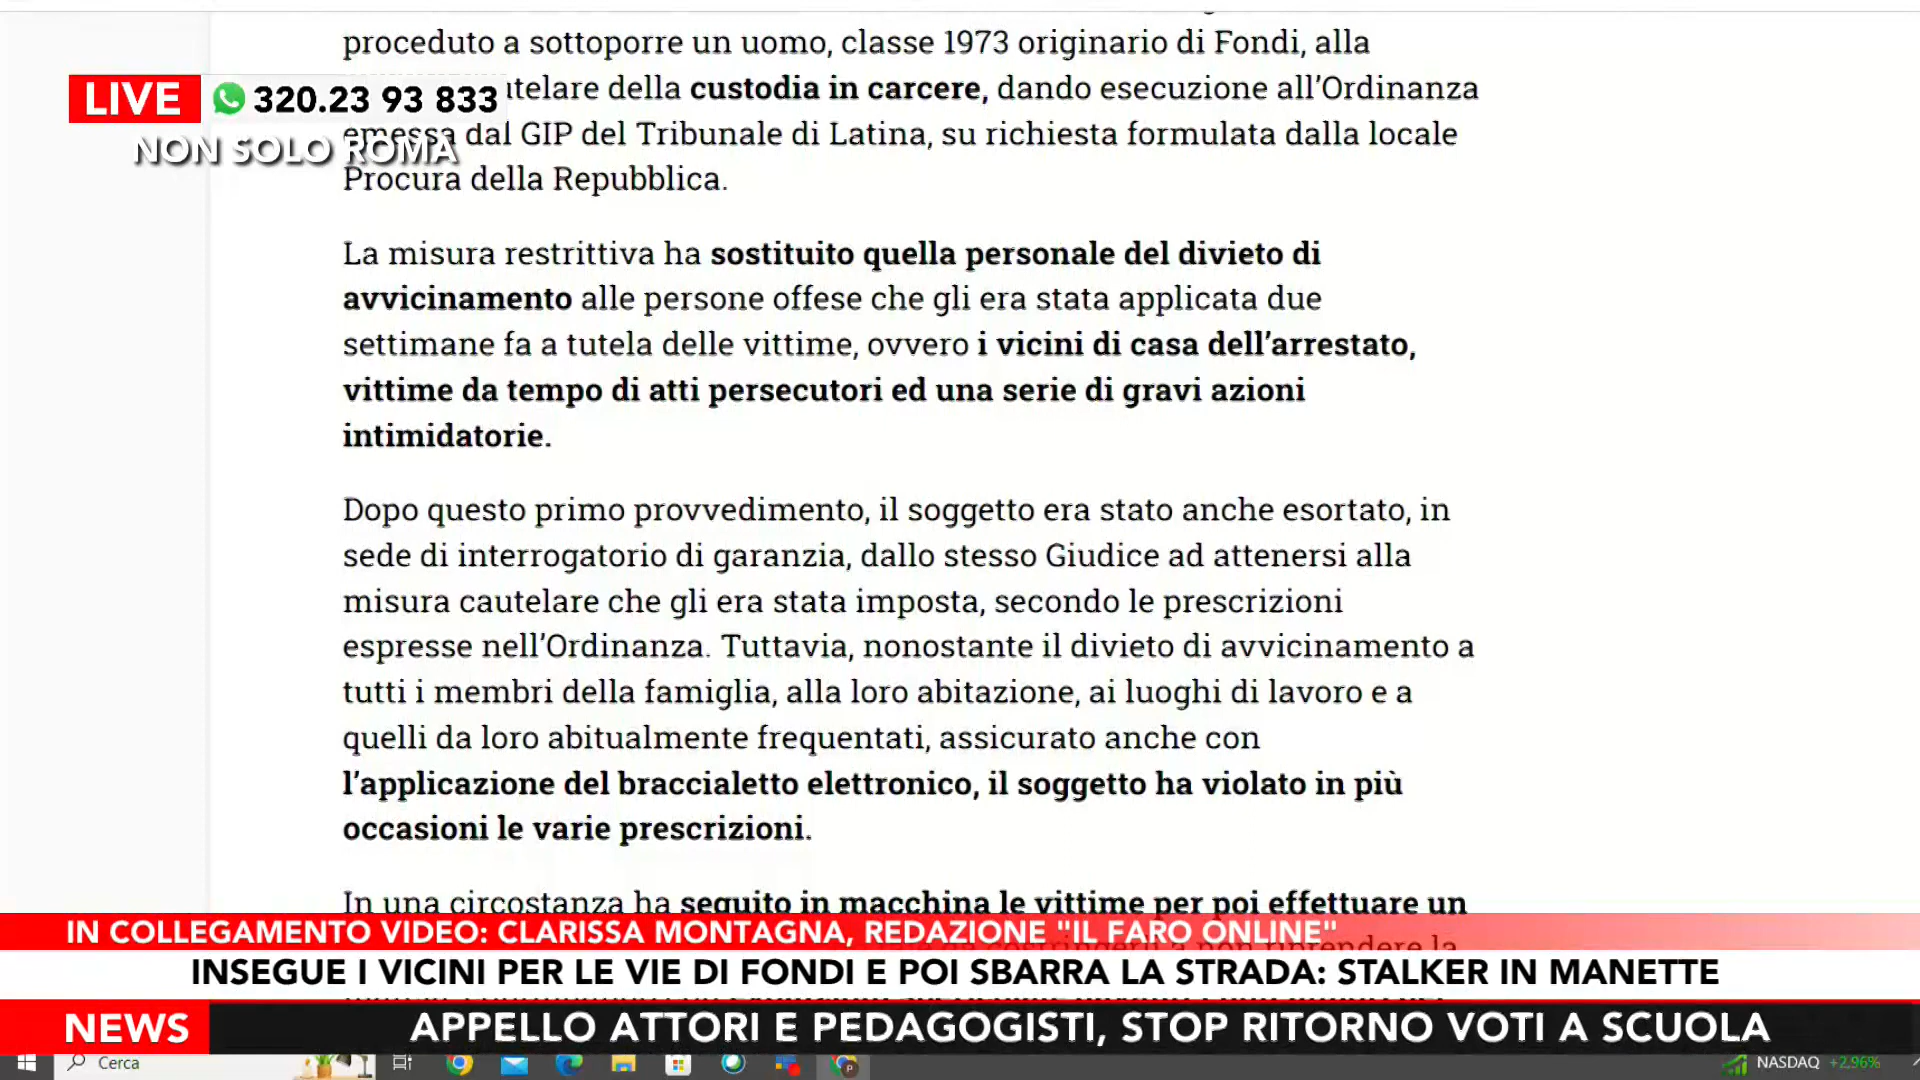 proceduto a sottoporre un uomo, classe 1973 originario di Fondi, alla
LIVE 320.23 93 833
telare della custodia in carcere, dando esecuzione all'Ordinanza
NON SOLO ROMA
emessa dal GIP del Tribunale di Latina, su richiesta formulata dalla locale
Procura della Repubblica.
La misura restrittiva ha sostituito quella personale del divieto di
avvicinamento alle persone offese che gli era stata applicata due
settimane fa a tutela delle vittime, ovvero i vicini di casa dell'arrestato,
vittime da tempo di atti persecutori ed una serie di gravi azioni
intimidatorie.
Dopo questo primo provvedimento, il soggetto era stato anche esortato, in
sede di interrogatorio di garanzia, dallo stesso Giudice ad attenersi alla
misura cautelare che gli era stata imposta, secondo le prescrizioni
espresse nell'Ordinanza. Tuttavia, nonostante il divieto di avvicinamento a
tutti i membri della famiglia, alla loro abitazione, ai luoghi di lavoro e a
quelli da loro abitualmente frequentati, assicurato anche con
l'applicazione del braccialetto elettronico, il soggetto ha violato in più
occasioni le varie prescrizioni.
In una circostanza ha seguito in macchina le vittime per poi effettuare un
IN COLLEGAMENTO VIDEO: CLARISSA MONTAGNA, REDAZIONE "IL FARO ONLINE"
INSEGUE I VICINI PER LE VIE DI FONDI E POI SBARRA LA STRADA: STALKER IN MANETTE
NEWS APPELLO ATTORI E PEDAGOGISTI, STOP RITORNO VOTI A SCUOLA
Cerca
NASDAQ +2,96%